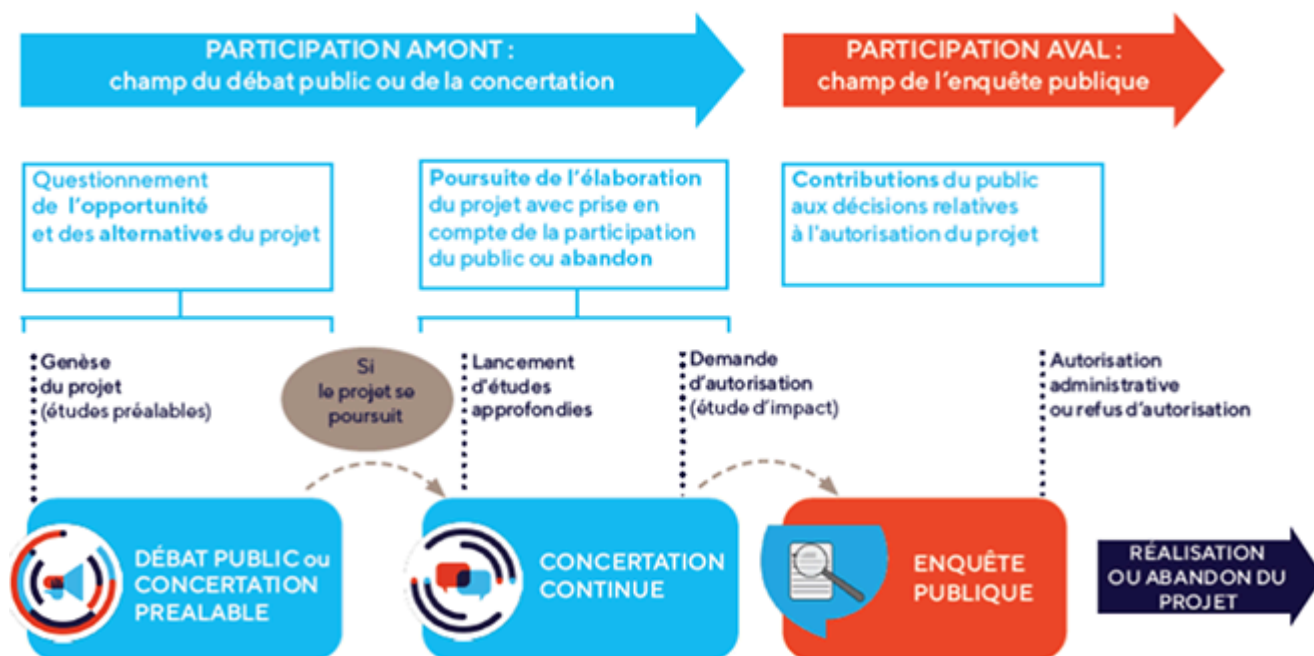 PARTICIPATION AMONT :
champ du débat public ou de la concertation
PARTICIPATION AVAL :
champ de l'enquête publique
Questionnement
de l'opportunité
et des alternatives du projet
Poursuite de l'élaboration
du projet avec prise en
compte de la participation
du public ou abandon
Contributions du public
aux décisions relatives
à l'autorisation du projet
Genèse
du projet
(études préalables)
Si
le projet se
poursuit
Lancement
d'études
approfondies
Demande
d'autorisation
(étude d'impact)
Autorisation
administrative
ou refus d'autorisation
DÉBAT PUBLIC ou
CONCERTATION
PREALABLE
CONCERTATION
CONTINUE
ENQUÊTE
PUBLIQUE
RÉALISATION
OU ABANDON DU
PROJET